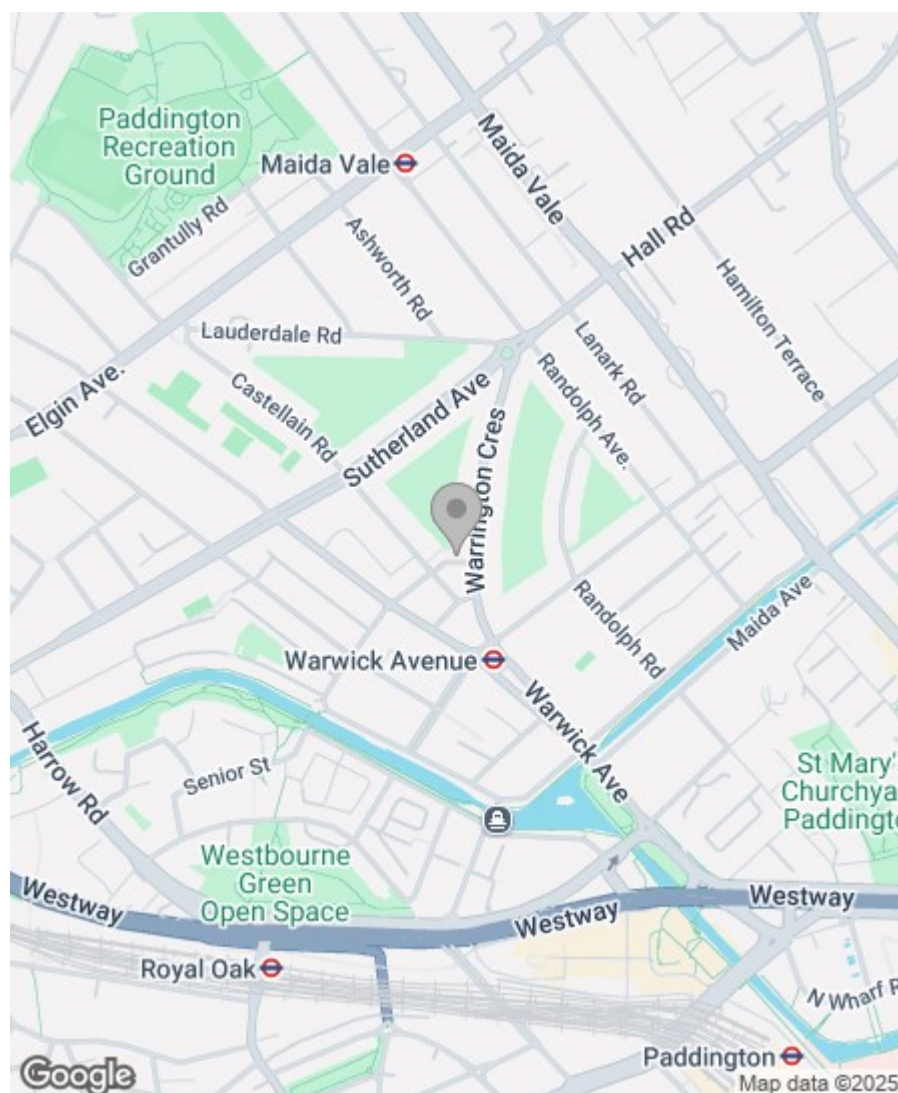 Paddington
Recreation
Ground
Maida Vale
Maida Vale
Hall Rd
Grantully Rd
Ashworth Rd
Hamilton Terrace
Lauderdale Rd
Lanark Rd
Elgin Ave.
Castellain Rd
Sutherland Ave
Randolph Ave.
Warrington Cres
Maida Ave
Randolph Rd
Warwick Avenue
Warwick Ave
Harrow Rd
Senior St
St Mary'
Churchya
Paddingto
Westbourne
Green
Open Space
Westway
Westway
Westway
Royal Oak
N Wharf R
Paddington
Google
Map data ©2025